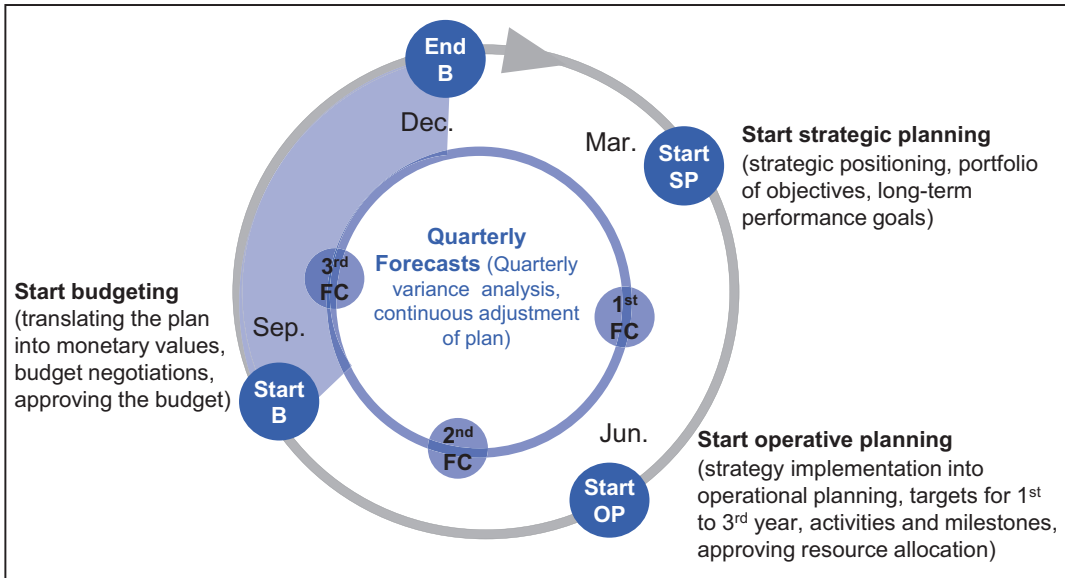 End
B
Dec.
Mar.
Start
SP
Start strategic planning
(strategic positioning, portfolio
of objectives, long-term
performance goals)
Quarterly
Forecasts (Quarterly
variance analysis,
continuous adjustment
of plan)
3rd
FC
1st
FC
2nd
FC
Start budgeting
(translating the plan
into monetary values,
budget negotiations,
approving the budget)
Sep.
Start
B
Jun.
Start
OP
Start operative planning
(strategy implementation into
operational planning, targets for 1st
to 3rd year, activities and milestones,
approving resource allocation)